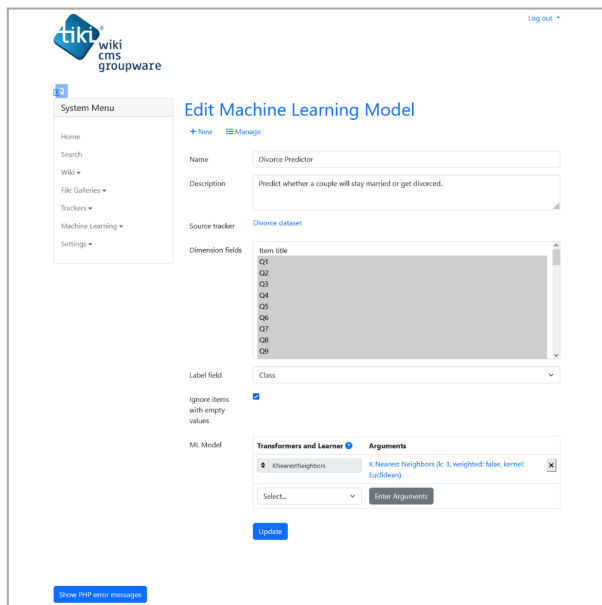 Log out
tiki®
wiki
cms
groupware
System Menu
Home
Search
Wiki
File Galleries
Trackers
Machine Learning
Settings
Edit Machine Learning Model
+ New Manage
Name Divorce Predictor
Description Predict whether a couple will stay married or get divorced.
Source tracker Divorce dataset
Dimension fields Item title
Q1
Q2
Q3
Q4
Q5
Q6
Q7
Q8
Q9
Label field Class
Ignore items
with empty
values
ML Model Transformers and Learner ? Arguments
KNearestNeighbors K Nearest Neighbors (k: 3, weighted: false, kernel:
Euclidean) x
Select... Enter Arguments
Update
Show PHP error messages